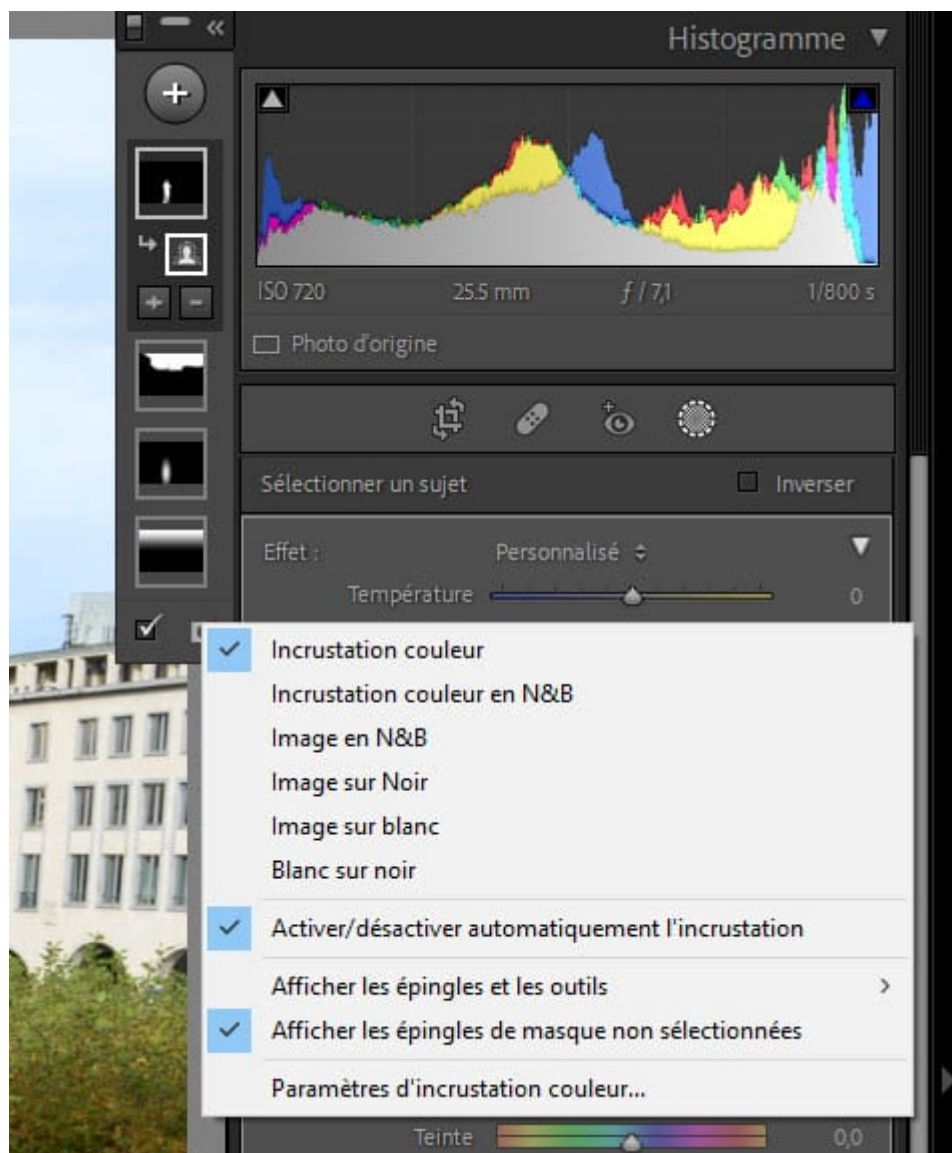 Histogramme
ISO 720 25.5 mm ƒ / 7,1 1/800 s
Photo d'origine
Sélectionner un sujet Inverser
Effet : Personnalisé
Température 0
Incrustation couleur
Incrustation couleur en N&B
Image en N&B
Image sur Noir
Image sur blanc
Blanc sur noir
Activer/désactiver automatiquement l'incrustation
Afficher les épingles et les outils
Afficher les épingles de masque non sélectionnées
Paramètres d'incrustation couleur...
Teinte 0,0